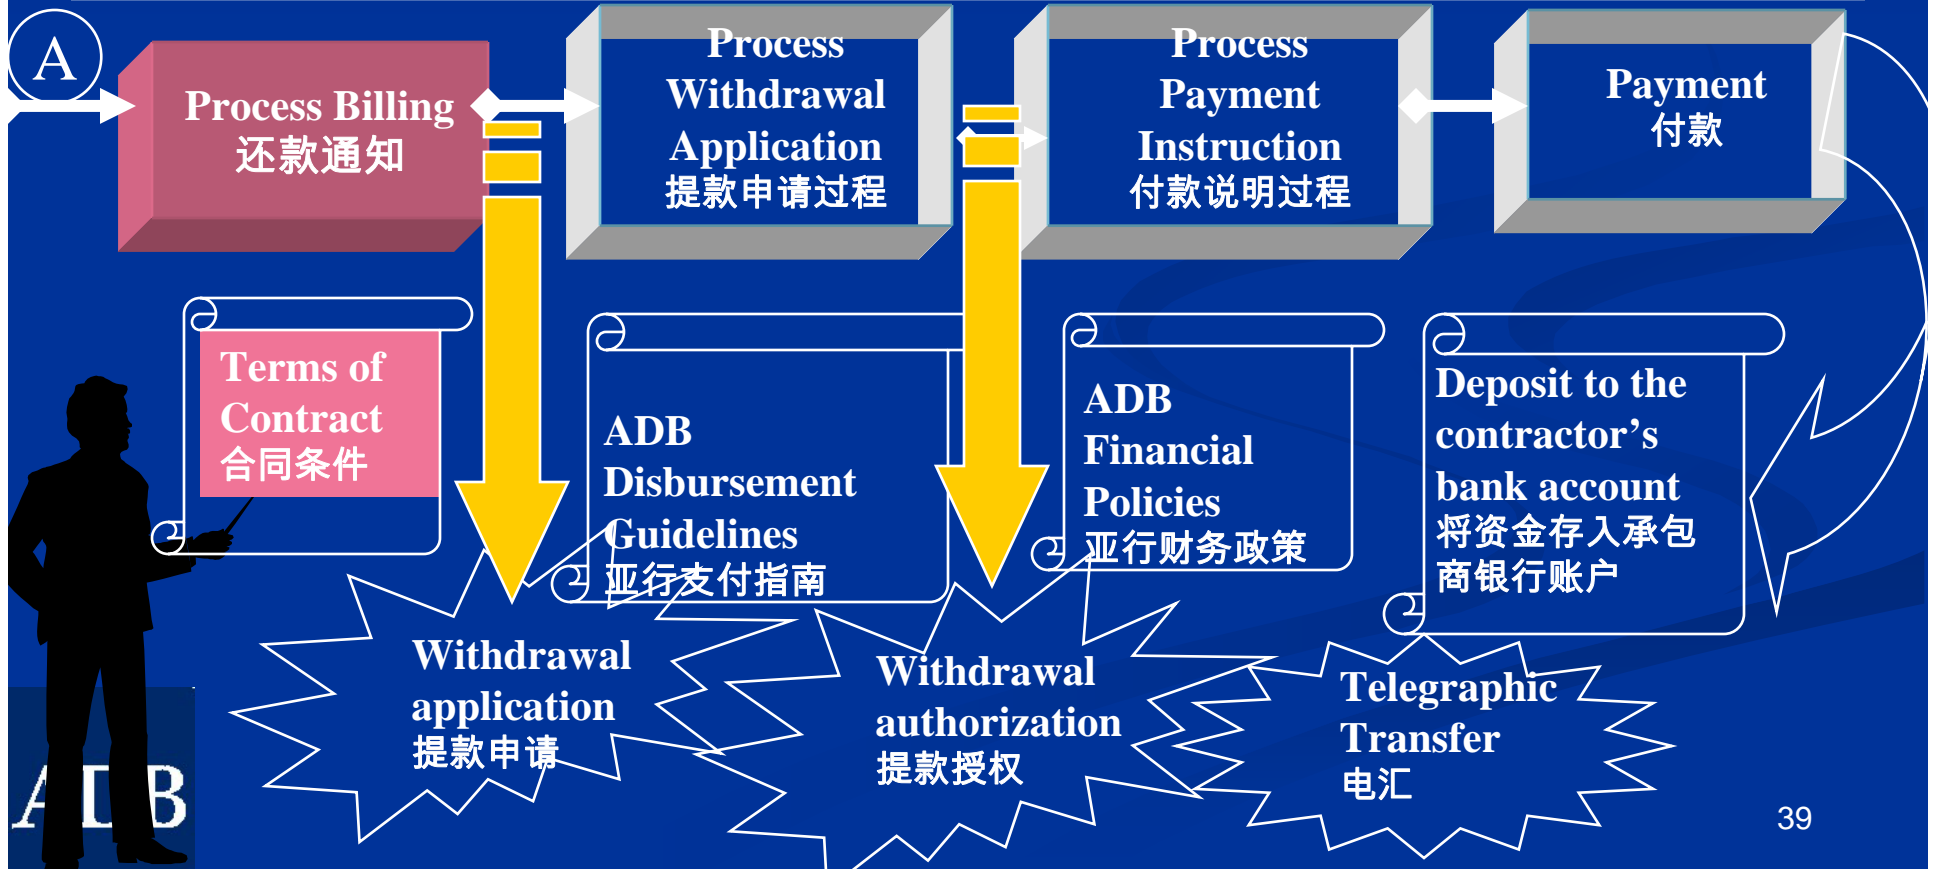 A
Process Billing
还款通知
Process
Withdrawal
Application
提款申请过程
Process
Payment
Instruction
付款说明过程
Payment
付款
Terms of
Contract
合同条件
ADB
Disbursement
Guidelines
亚行支付指南
ADB
Financial
Policies
亚行财务政策
Deposit to the
contractor’s
bank account
将资金存入承包
商银行账户
Withdrawal
application
提款申请
Withdrawal
authorization
提款授权
Telegraphic
Transfer
电汇
ADB
39